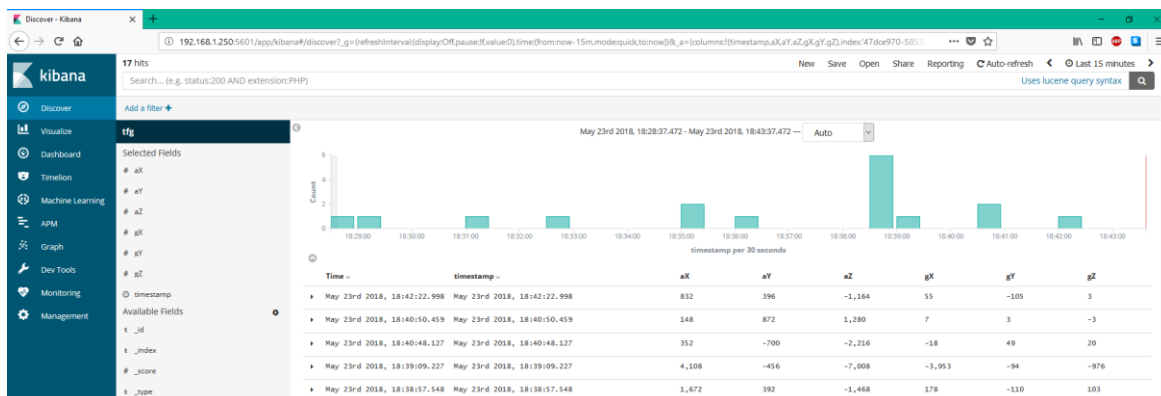 Discover - Kibana
192.168.1.250:5601/app/kibana#/discover?_g=(refreshInterval:(display:Off,pause:!f,value:0),time:(from:now-15m,mode:quick,to:now))&_a=(columns:!(timestamp,aX,aY,aZ,gX,gY,gZ),index:'47dce970-5853
kibana
Discover
Visualize
Dashboard
Timelion
Machine Learning
APM
Graph
Dev Tools
Monitoring
Management
17 hits
New Save Open Share Reporting Auto-refresh Last 15 minutes
Search... (e.g. status:200 AND extension:PHP)
Uses lucene query syntax
Add a filter
tfg
Selected Fields
# aX
# aY
# aZ
# gX
# gY
# gZ
timestamp
Available Fields
t _id
t _index
# _score
t _type
May 23rd 2018, 18:28:37.472 - May 23rd 2018, 18:43:37.472 — Auto
Count
6
4
2
0
18:29:00 18:30:00 18:31:00 18:32:00 18:33:00 18:34:00 18:35:00 18:36:00 18:37:00 18:38:00 18:39:00 18:40:00 18:41:00 18:42:00 18:43:00
timestamp per 30 seconds
Time timestamp aX aY aZ gX gY gZ
May 23rd 2018, 18:42:22.998 May 23rd 2018, 18:42:22.998 832 396 -1,164 55 -105 3
May 23rd 2018, 18:40:50.459 May 23rd 2018, 18:40:50.459 148 872 1,280 7 3 -3
May 23rd 2018, 18:40:48.127 May 23rd 2018, 18:40:48.127 352 -700 -2,216 -18 49 20
May 23rd 2018, 18:39:09.227 May 23rd 2018, 18:39:09.227 4,108 -456 -7,008 -3,953 -94 -976
May 23rd 2018, 18:38:57.548 May 23rd 2018, 18:38:57.548 1,672 392 -1,468 178 -110 103